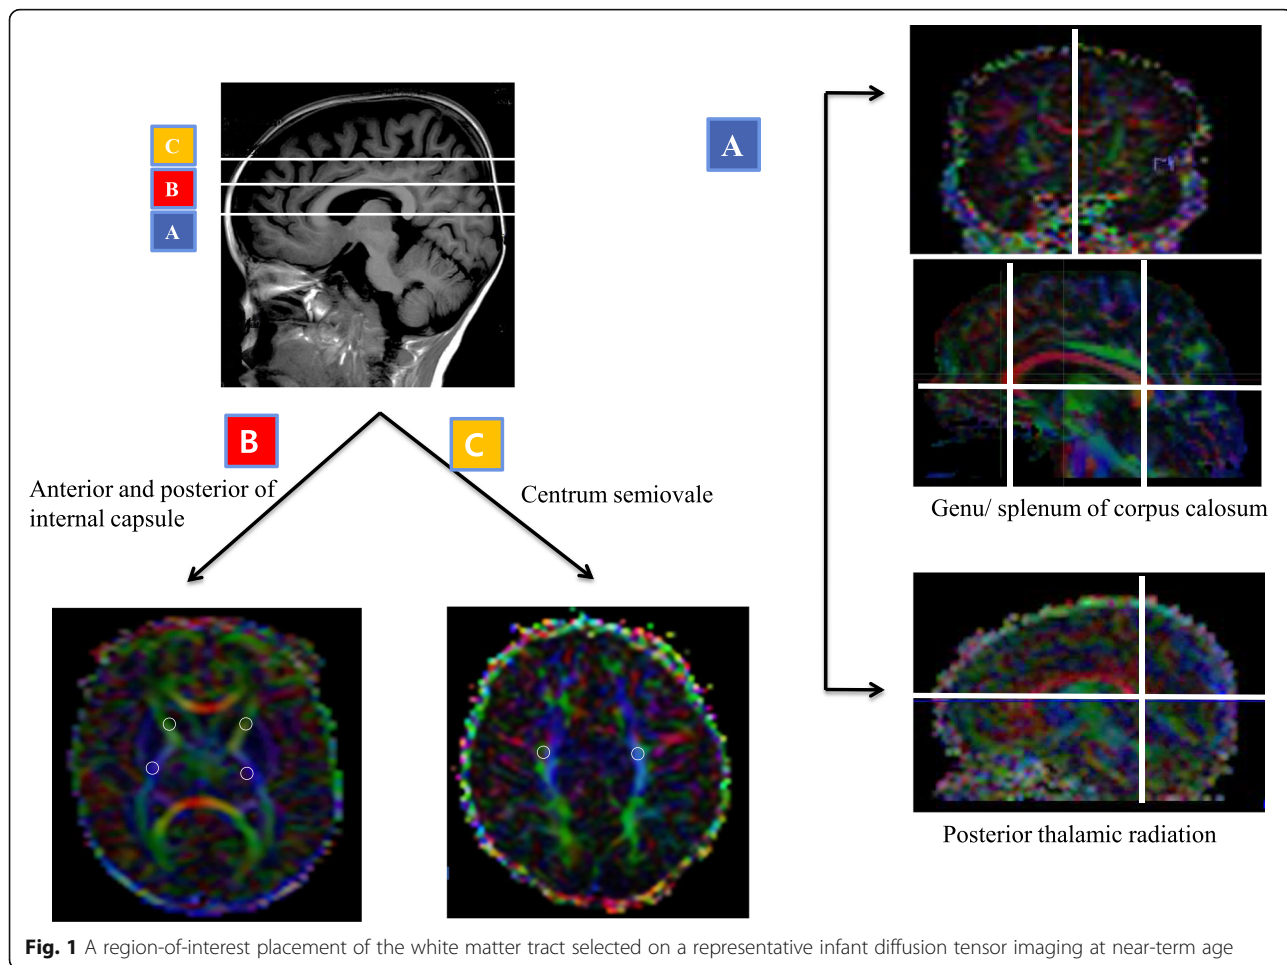 C
B
A
A
B
C
Anterior and posterior of
internal capsule
Centrum semiovale
Genu/ splenum of corpus calosum
Posterior thalamic radiation
Fig. 1 A region-of-interest placement of the white matter tract selected on a representative infant diffusion tensor imaging at near-term age